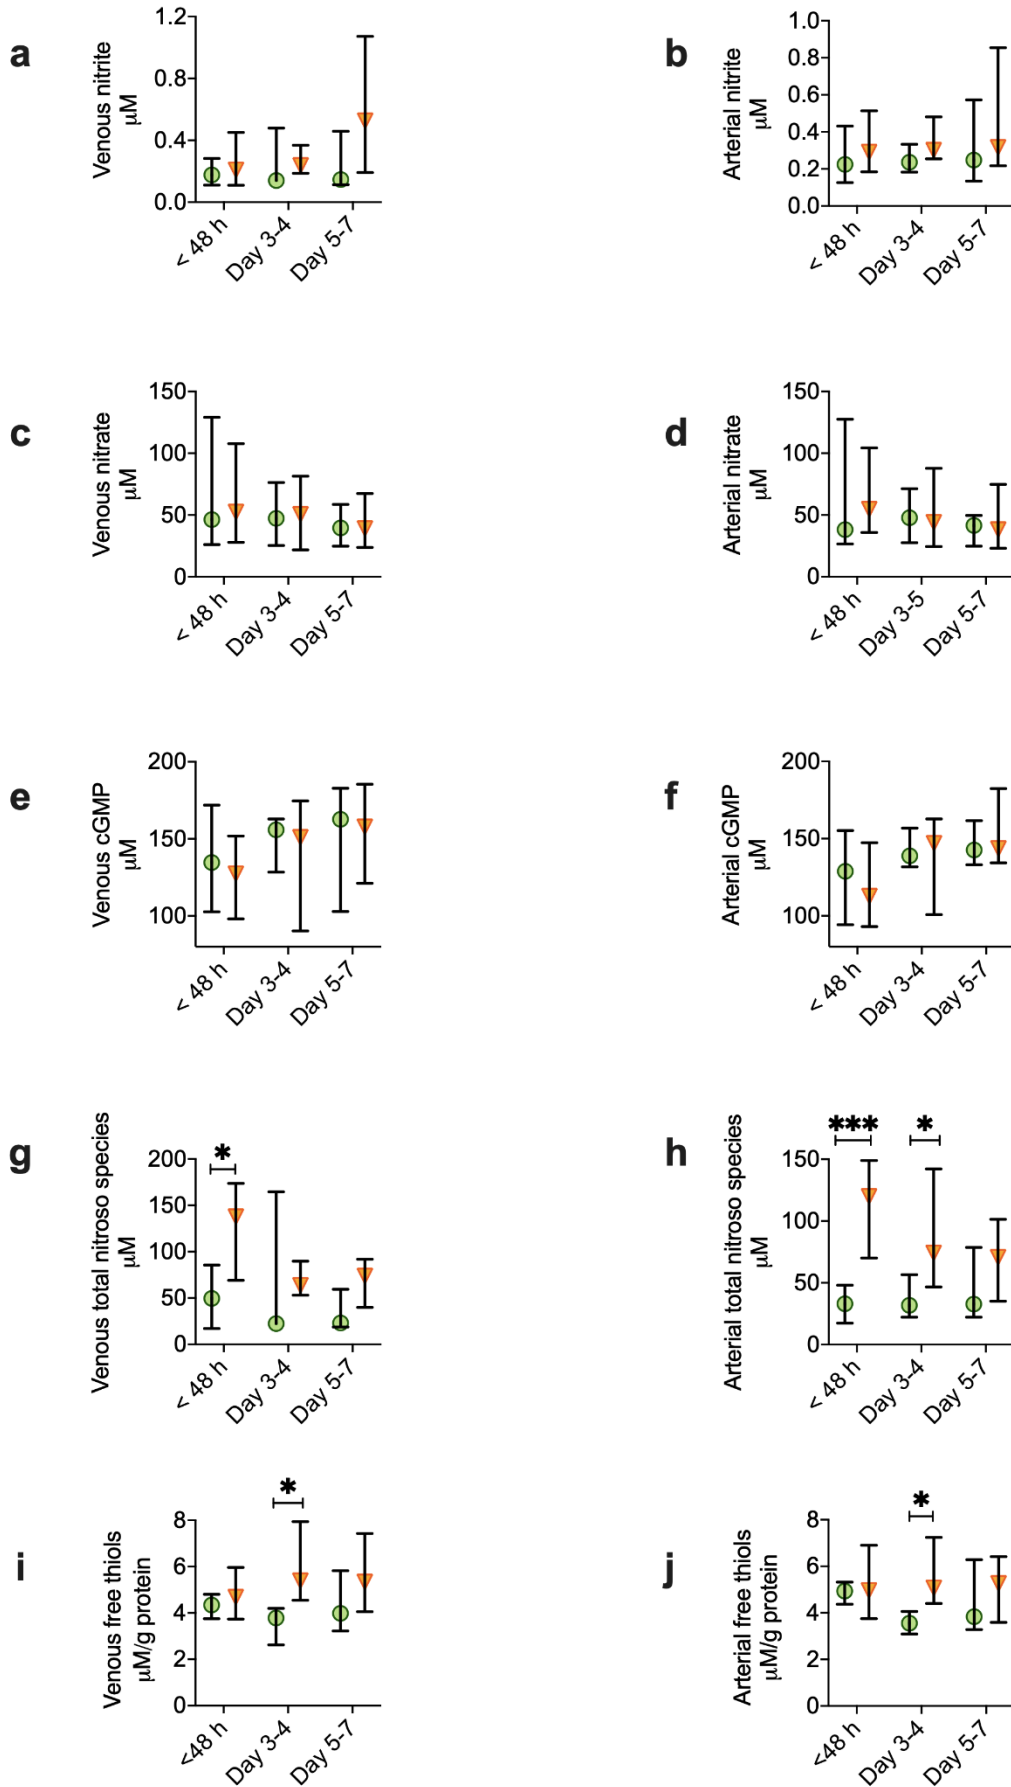 a
Venous nitrite
µM
1.2
0.8
0.4
0.0
< 48 h
Day 3-4
Day 5-7
b
Arterial nitrite
µM
1.0
0.8
0.6
0.4
0.2
0.0
< 48 h
Day 3-4
Day 5-7
c
Venous nitrate
µM
150
100
50
0
< 48 h
Day 3-4
Day 5-7
d
Arterial nitrate
µM
150
100
50
0
< 48 h
Day 3-5
Day 5-7
e
Venous cGMP
µM
200
150
100
< 48 h
Day 3-4
Day 5-7
f
Arterial cGMP
µM
200
150
100
< 48 h
Day 3-4
Day 5-7
g
Venous total nitroso species
µM
200
150
100
50
0
*
< 48 h
Day 3-4
Day 5-7
h
Arterial total nitroso species
µM
150
100
50
0
***
*
< 48 h
Day 3-4
Day 5-7
i
Venous free thiols
µM/g protein
8
6
4
2
0
*
<48 h
Day 3-4
Day 5-7
j
Arterial free thiols
µM/g protein
8
6
4
2
0
*
<48 h
Day 3-4
Day 5-7